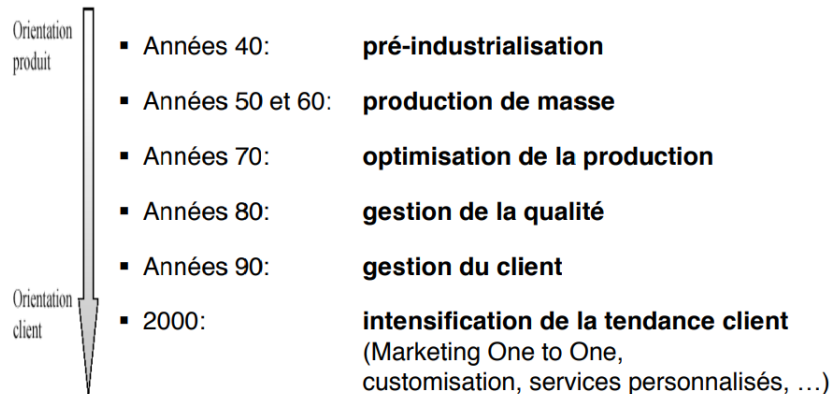 Orientation
produit
▪ Années 40: pré-industrialisation
▪ Années 50 et 60: production de masse
▪ Années 70: optimisation de la production
▪ Années 80: gestion de la qualité
▪ Années 90: gestion du client
Orientation
client
▪ 2000: intensification de la tendance client
(Marketing One to One,
customisation, services personnalisés, …)